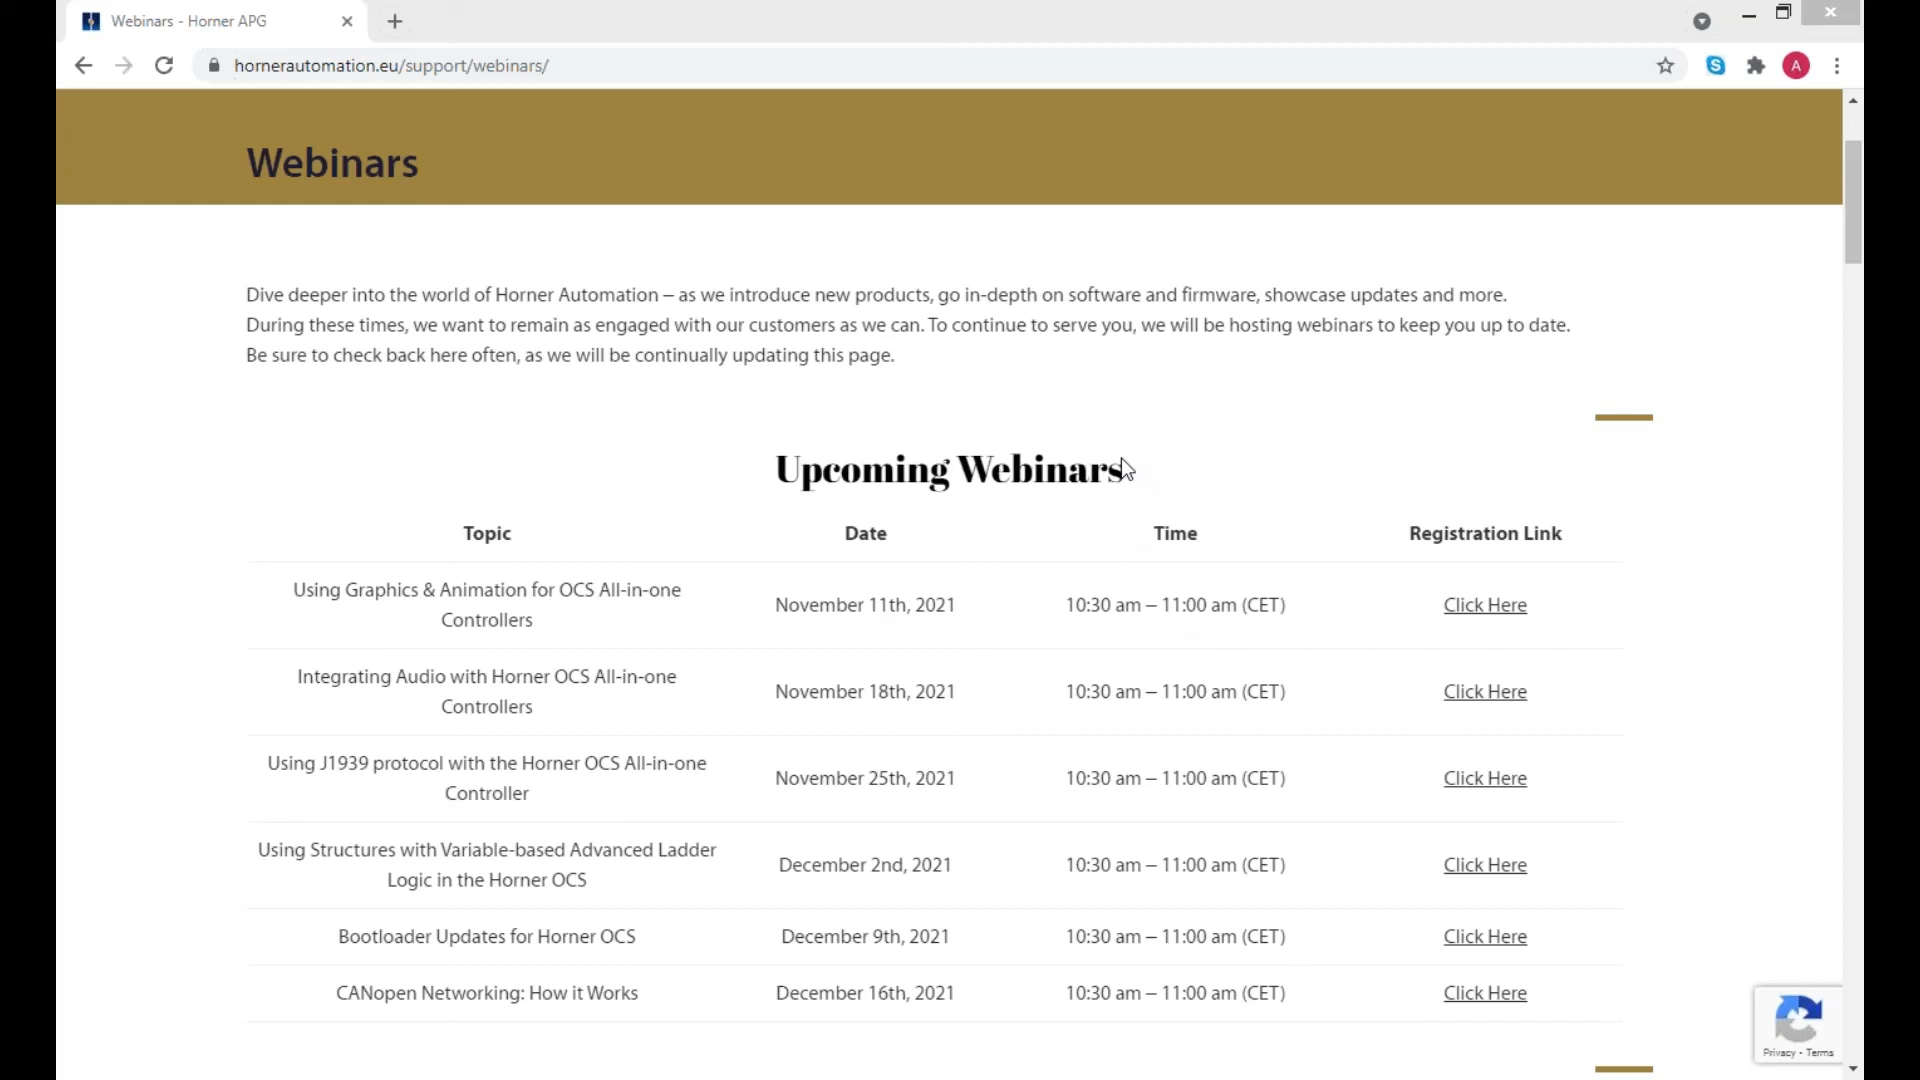 Webinars - Horner APG
hornerautomation.eu/support/webinars/
S
A
Webinars
Dive deeper into the world of Horner Automation – as we introduce new products, go in-depth on software and firmware, showcase updates and more.
During these times, we want to remain as engaged with our customers as we can. To continue to serve you, we will be hosting webinars to keep you up to date.
Be sure to check back here often, as we will be continually updating this page.
Upcoming Webinars
Topic Date Time Registration Link
Using Graphics & Animation for OCS All-in-one
Controllers
November 11th, 2021 10:30 am – 11:00 am (CET) Click Here
Integrating Audio with Horner OCS All-in-one
Controllers
November 18th, 2021 10:30 am – 11:00 am (CET) Click Here
Using J1939 protocol with the Horner OCS All-in-one
Controller
November 25th, 2021 10:30 am – 11:00 am (CET) Click Here
Using Structures with Variable-based Advanced Ladder
Logic in the Horner OCS
December 2nd, 2021 10:30 am – 11:00 am (CET) Click Here
Bootloader Updates for Horner OCS December 9th, 2021 10:30 am – 11:00 am (CET) Click Here
CANopen Networking: How it Works December 16th, 2021 10:30 am – 11:00 am (CET) Click Here
Privacy - Terms